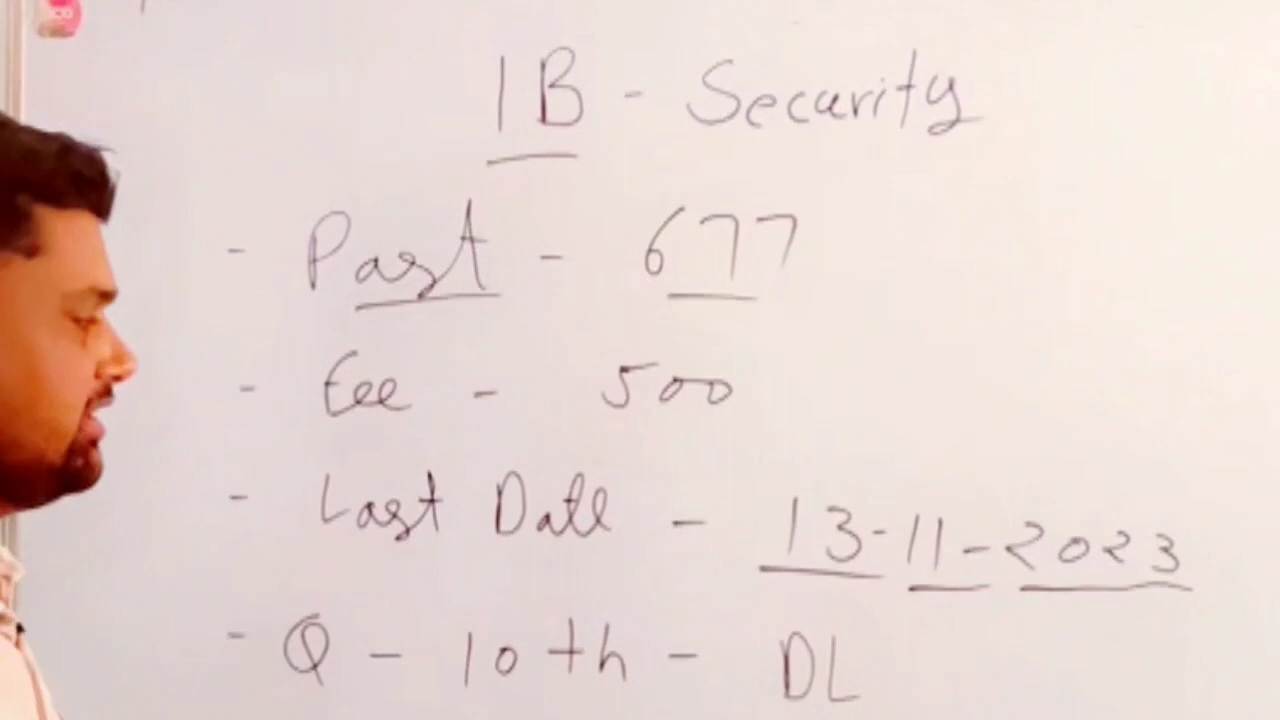 IB - Security
- Past - 677
- Fee - 500
- Last Date - 13-11-2023
- Q - 10th - DL